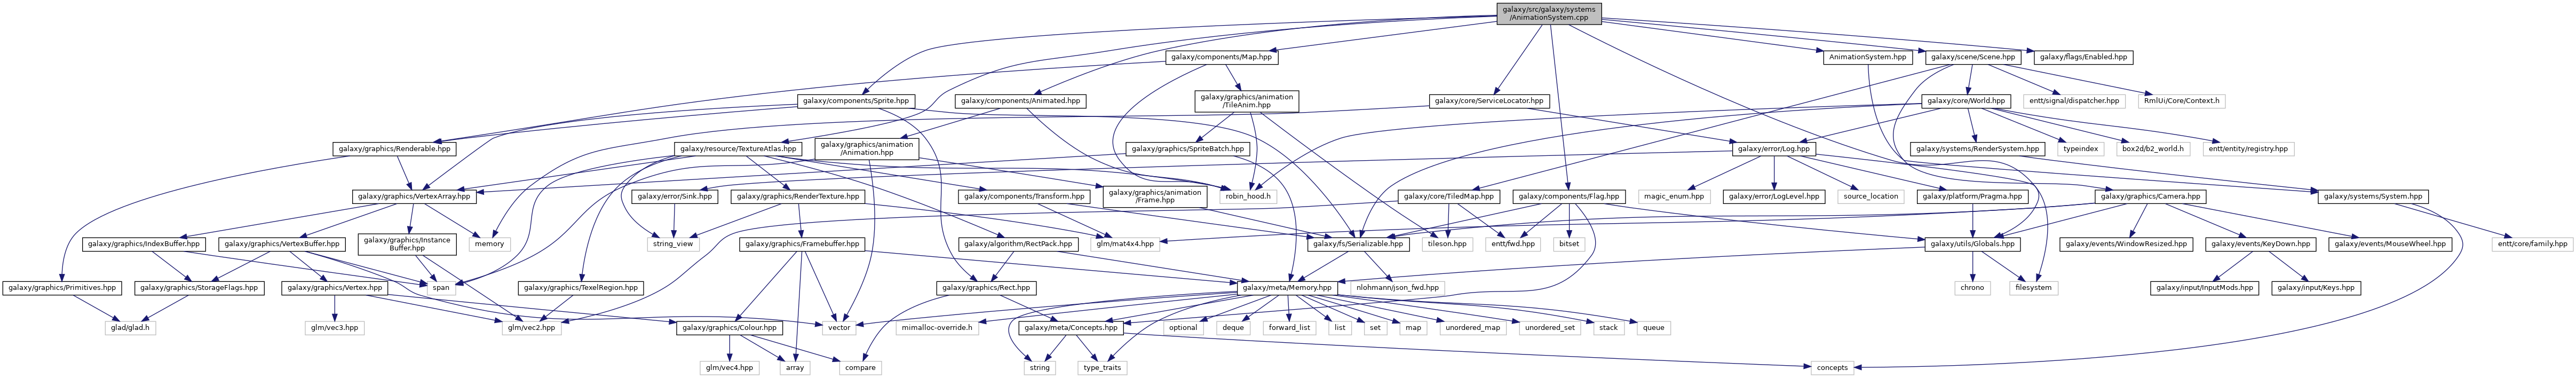 galaxy/src/galaxy/systems
/AnimationSystem.cpp
galaxy/components/Map.hpp
AnimationSystem.hpp
galaxy/scene/Scene.hpp
galaxy/flags/Enabled.hpp
galaxy/components/Sprite.hpp
galaxy/components/Animated.hpp
galaxy/graphics/animation
/TileAnim.hpp
galaxy/core/ServiceLocator.hpp
galaxy/core/World.hpp
entt/signal/dispatcher.hpp
RmlUi/Core/Context.h
galaxy/graphics/Renderable.hpp
galaxy/resource/TextureAtlas.hpp
galaxy/graphics/animation
/Animation.hpp
galaxy/graphics/SpriteBatch.hpp
galaxy/error/Log.hpp
galaxy/systems/RenderSystem.hpp
typeindex
box2d/b2_world.h
entt/entity/registry.hpp
galaxy/graphics/VertexArray.hpp
galaxy/error/Sink.hpp
galaxy/graphics/RenderTexture.hpp
galaxy/components/Transform.hpp
galaxy/graphics/animation
/Frame.hpp
robin_hood.h
galaxy/core/TiledMap.hpp
galaxy/components/Flag.hpp
magic_enum.hpp
galaxy/error/LogLevel.hpp
source_location
galaxy/platform/Pragma.hpp
galaxy/graphics/Camera.hpp
galaxy/systems/System.hpp
galaxy/graphics/IndexBuffer.hpp
galaxy/graphics/VertexBuffer.hpp
galaxy/graphics/Instance
Buffer.hpp
memory
string_view
galaxy/graphics/Framebuffer.hpp
galaxy/algorithm/RectPack.hpp
glm/mat4x4.hpp
galaxy/fs/Serializable.hpp
tileson.hpp
entt/fwd.hpp
bitset
galaxy/utils/Globals.hpp
galaxy/events/WindowResized.hpp
galaxy/events/KeyDown.hpp
galaxy/events/MouseWheel.hpp
entt/core/family.hpp
galaxy/graphics/Primitives.hpp
galaxy/graphics/StorageFlags.hpp
galaxy/graphics/Vertex.hpp
span
galaxy/graphics/TexelRegion.hpp
galaxy/graphics/Rect.hpp
galaxy/meta/Memory.hpp
nlohmann/json_fwd.hpp
chrono
filesystem
galaxy/input/InputMods.hpp
galaxy/input/Keys.hpp
glad/glad.h
glm/vec3.hpp
glm/vec2.hpp
galaxy/graphics/Colour.hpp
vector
mimalloc-override.h
galaxy/meta/Concepts.hpp
optional
deque
forward_list
list
set
map
unordered_map
unordered_set
stack
queue
glm/vec4.hpp
array
compare
string
type_traits
concepts